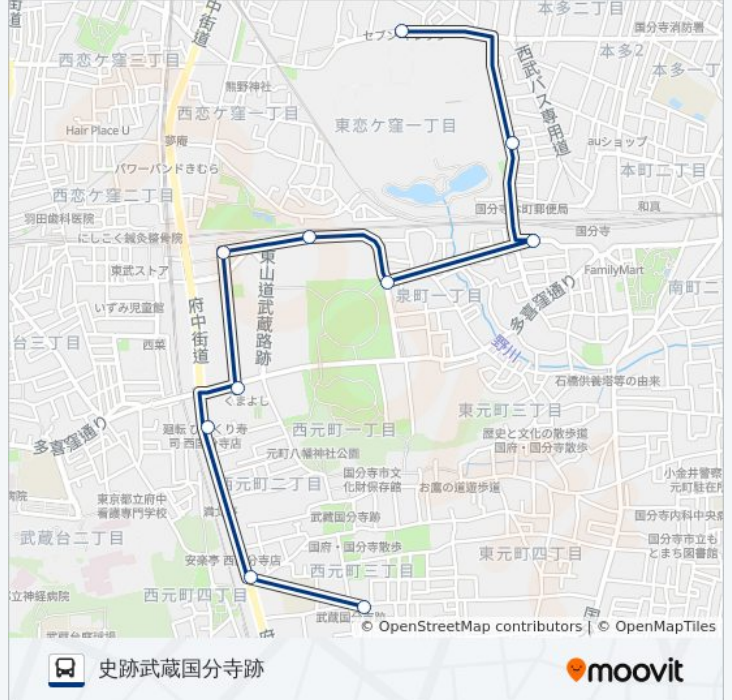 本多二丁目
国分寺消防署
中街道
街道
西恋ケ窪三丁目
セブン
本多2
西武バス専用道
本多一丁
熊野神社
西恋ケ窪一丁目
東恋ケ窪一丁目
Hair Place U
夢庵
auショップ
パワーバンドきむら
本町二丁目
西恋ケ窪二丁目
羽田歯科医院
国分寺本町郵便局
和真
にしこく鍼灸整骨院
国分寺
東武ストア
東山道武蔵路跡
FamilyMart
泉町一丁目
南町二
いずみ児童館
府中街道
多喜窪通り
台三丁目
西菜
野川
石橋供養塔等の由来
くまよし
東元町三丁目
多喜窪通り
西元町一丁目
歴史と文化の散歩道
国府・国分寺散歩
元町八幡神社公園
国分寺市文
化財保存館
お鷹の道遊歩道
小金井警察
元町駐在所
病院
西元町二丁目
東京都立府中
看護専門学校
武蔵国分寺跡
国分寺内科中央病
武蔵台二丁目
国府・国分寺散歩
東元町四丁目
国分寺市立も
とまち図書館
西元町三丁目
立神経病院
西元町四丁目
武蔵国
© OpenStreetMap contributors | © OpenMapTiles
史跡武蔵国分寺跡
moovit